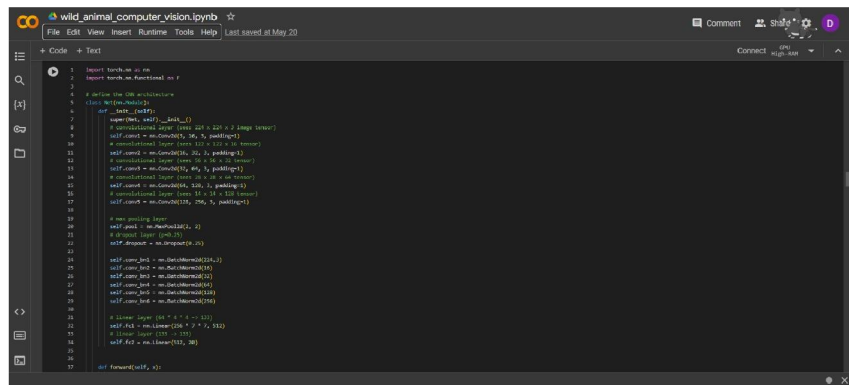 wild_animal_computer_vision.ipynb
Comment Share D
File Edit View Insert Runtime Tools Help Last saved at May 20
+ Code + Text
Connect GPU High-RAM
1 import torch.nn as nn
2 import torch.nn.functional as F
3
4 # define the CNN architecture
5 class Net(nn.Module):
6 def __init__(self):
7 super(Net, self).__init__()
8 # convolutional layer (sees 224 x 224 x 3 image tensor)
9 self.conv1 = nn.Conv2d(3, 16, 3, padding=1)
10 # convolutional layer (sees x x 16 tensor)
11 self.conv2 = nn.Conv2d(16, 32, 3, padding=1)
12 # convolutional layer (sees 56 x 56 x 32 tensor)
13 self.conv3 = nn.Conv2d(32, 64, 3, padding=1)
14 # convolutional layer (sees 28 x 28 x 64 tensor)
15 self.conv4 = nn.Conv2d(64, 128, 3, padding=1)
16 # convolutional layer (sees 14 x 14 x 128 tensor)
17 self.conv5 = nn.Conv2d(128, 256, 3, padding=1)
18
19 # max pooling layer
20 self.pool = nn.MaxPool2d(2, 2)
21 # dropout layer (p=0.25)
22 self.dropout = nn.Dropout(0.25)
23
24 self.conv_bn1 = nn.BatchNorm2d(224,3)
25 self.conv_bn2 = nn.BatchNorm2d(16)
26 self.conv_bn3 = nn.BatchNorm2d(32)
27 self.conv_bn4 = nn.BatchNorm2d(64)
28 self.conv_bn5 = nn.BatchNorm2d(128)
29 self.conv_bn6 = nn.BatchNorm2d(256)
30
31 # linear layer (64 * 4 * 4 -> )
32 self.fc1 = nn.Linear(256 * 7 * 7, 512)
33 # linear layer ( -> )
34 self.fc2 = nn.Linear(512, )
35
36
37 def forward(self, x):